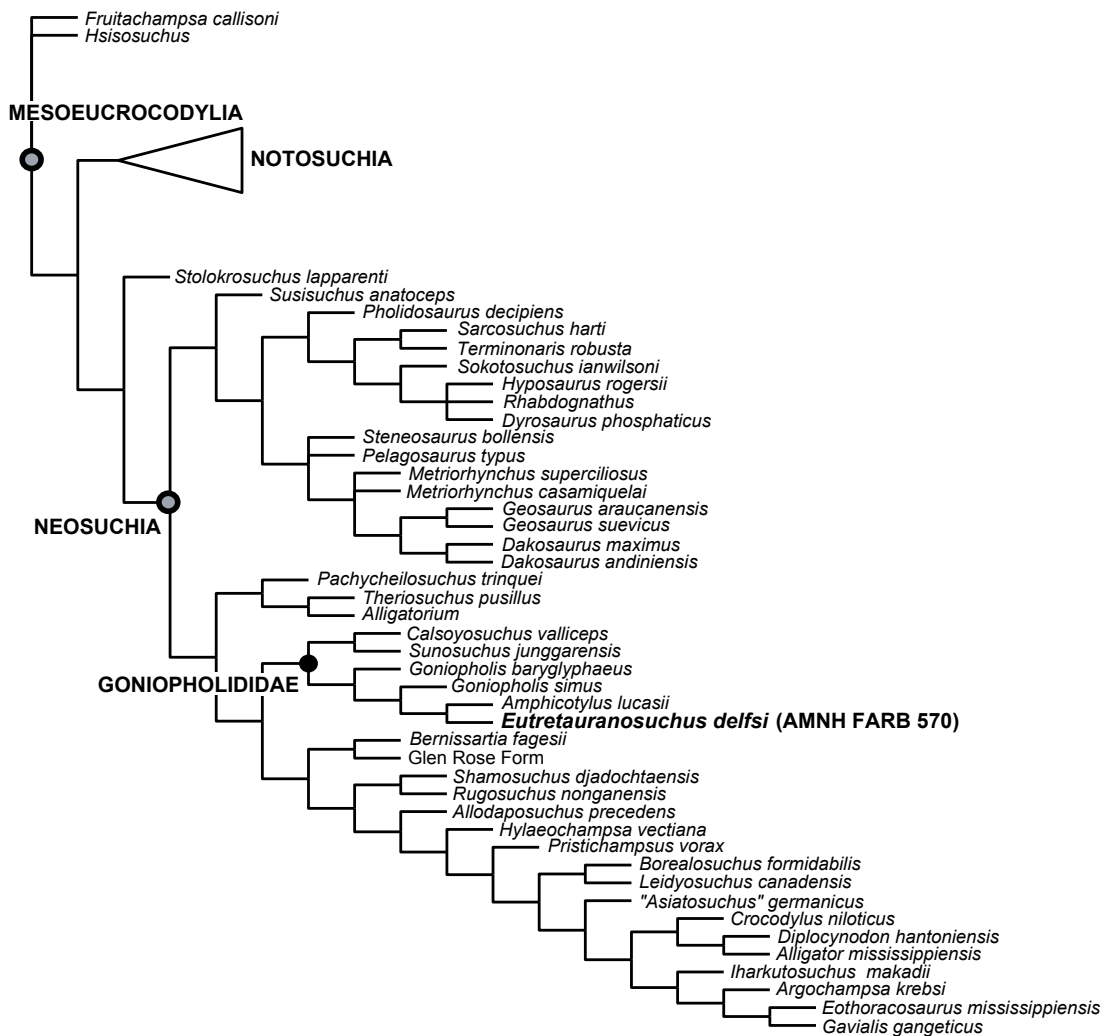 Fruitachampsa callisoni
Hsisosuchus
MESOEUCROCODYLIA
NOTOSUCHIA
Stolokrosuchus lapparenti
Susisuchus anatoceps
Pholidosaurus decipiens
Sarcosuchus harti
Terminonaris robusta
Sokotosuchus ianwilsoni
Hyposaurus rogersii
Rhabdognathus
Dyrosaurus phosphaticus
Steneosaurus bollensis
Pelagosaurus typus
Metriorhynchus superciliosus
Metriorhynchus casamiquelai
Geosaurus araucanensis
NEOSUCHIA
Geosaurus suevicus
Dakosaurus maximus
Dakosaurus andiniensis
Pachycheilosuchus trinquei
Theriosuchus pusillus
Alligatorium
Calsoyosuchus valliceps
Sunosuchus junggarensis
Goniopholis baryglyphaeus
GONIOPHOLIDIDAE
Goniopholis simus
Amphicotylus lucasii
Eutretauranosuchus delfsi (AMNH FARB 570)
Bernissartia fagesii
Glen Rose Form
Shamosuchus djadochtaensis
Rugosuchus nonganensis
Allodaposuchus precedens
Hylaeochampsa vectiana
Pristichampsus vorax
Borealosuchus formidabilis
Leidyosuchus canadensis
"Asiatosuchus" germanicus
Crocodylus niloticus
Diplocynodon hantoniensis
Alligator mississippiensis
Iharkutosuchus makadii
Argochampsa krebsi
Eothoracosaurus mississippiensis
Gavialis gangeticus